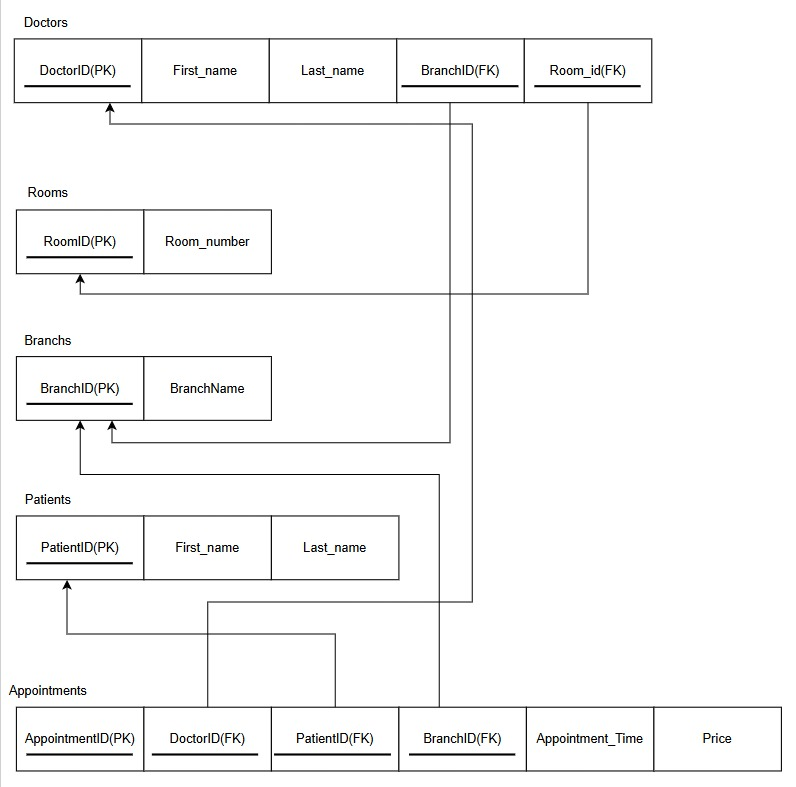 Doctors
DoctorID(PK) First_name Last_name BranchID(FK) Room_id(FK)
Rooms
RoomID(PK) Room_number
Branchs
BranchID(PK) BranchName
Patients
PatientID(PK) First_name Last_name
Appointments
AppointmentID(PK) DoctorID(FK) PatientID(FK) BranchID(FK) Appointment_Time Price